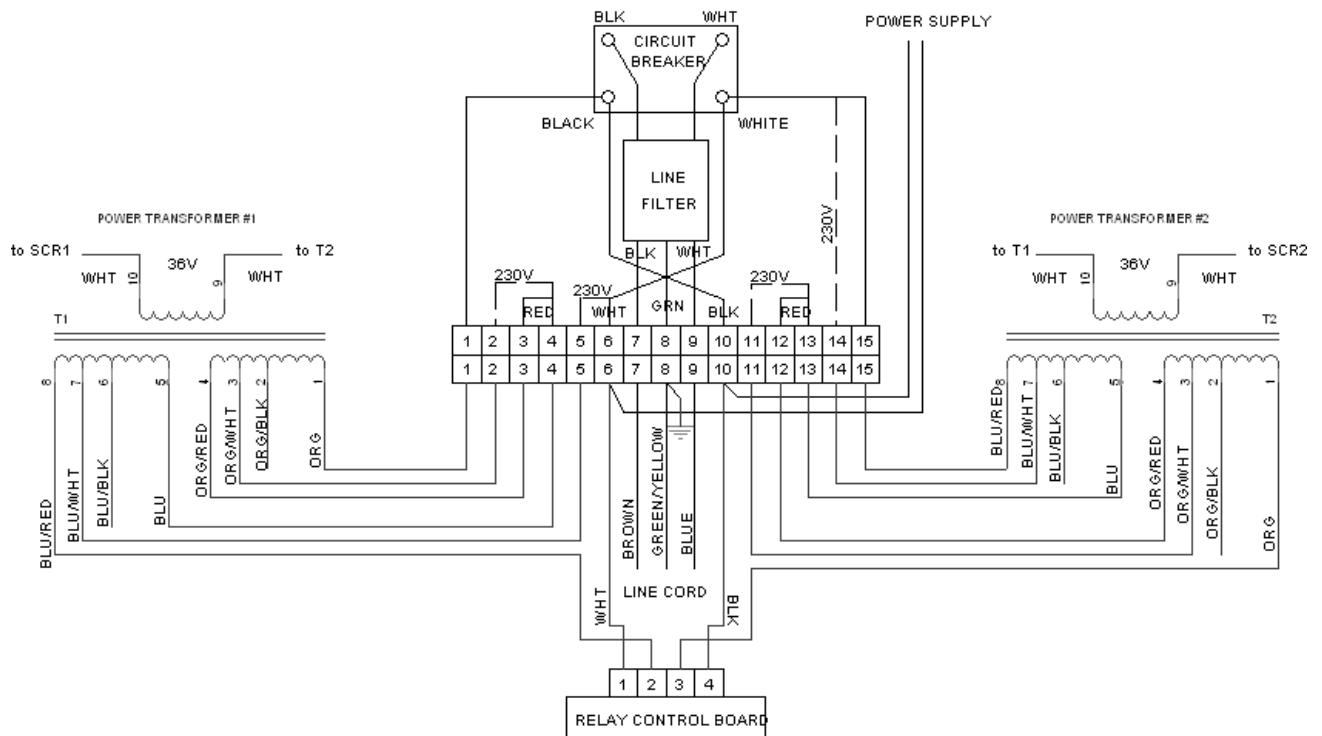 BLK WHT POWER SUPPLY
CIRCUIT
BREAKER
BLACK WHITE
LINE
FILTER
230V
POWER TRANSFORMER #1
to SCR1 to T2
WHT 10 36V 9 WHT
T1
POWER TRANSFORMER #2
to T1 to SCR2
WHT 10 36V 9 WHT
T2
BLK WHT
230V 230V 230V
RED WHT GRN BLK RED
1 2 3 4 5 6 7 8 9 10 11 12 13 14 15
1 2 3 4 5 6 7 8 9 10 11 12 13 14 15
8 7 6 5 4 3 2 1
BLU/RED BLU/WHT BLU/BLK BLU ORG/RED ORG/WHT ORG/BLK ORG
8 7 6 5 4 3 2 1
BLU/RED BLU/WHT BLU/BLK BLU ORG/RED ORG/WHT ORG/BLK ORG
BROWN GREEN/YELLOW BLUE
LINE CORD
WHT BLK
1 2 3 4
RELAY CONTROL BOARD